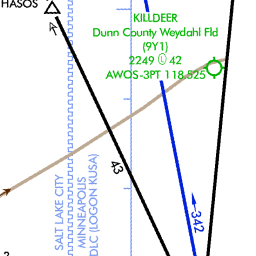 HASOS
KILLDEER
Dunn County Weydahl Fld
(9Y1)
2249 Ⓛ 42
AWOS-3PT 118.525
43
342
SALT LAKE CITY
MINNEAPOLIS
DLC (LOGON KUSA)
2